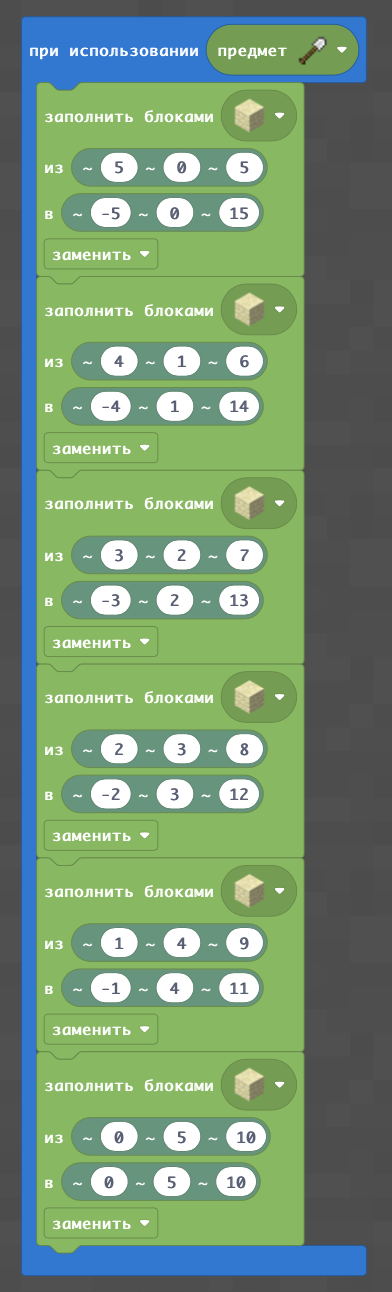 при использовании предмет
заполнить блоками
из ~ 5 ~ 0 ~ 5
в ~ -5 ~ 0 ~ 15
заменить
заполнить блоками
из ~ 4 ~ 1 ~ 6
в ~ -4 ~ 1 ~ 14
заменить
заполнить блоками
из ~ 3 ~ 2 ~ 7
в ~ -3 ~ 2 ~ 13
заменить
заполнить блоками
из ~ 2 ~ 3 ~ 8
в ~ -2 ~ 3 ~ 12
заменить
заполнить блоками
из ~ 1 ~ 4 ~ 9
в ~ -1 ~ 4 ~ 11
заменить
заполнить блоками
из ~ 0 ~ 5 ~ 10
в ~ 0 ~ 5 ~ 10
заменить